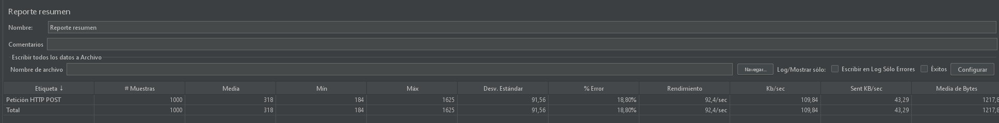 Reporte resumen
Nombre: Reporte resumen
Comentarios
Escribir todos los datos a Archivo
Nombre de archivo Navegar... Log/Mostrar sólo: Escribir en Log Sólo Errores Éxitos Configurar
Etiqueta ↓ # Muestras Media Mín Máx Desv. Estándar % Error Rendimiento Kb/sec Sent KB/sec Media de Bytes
Petición HTTP POST 1000 318 184 1625 91,56 18,80% 92,4/sec 109,84 43,29 1217,8
Total 1000 318 184 1625 91,56 18,80% 92,4/sec 109,84 43,29 1217,8